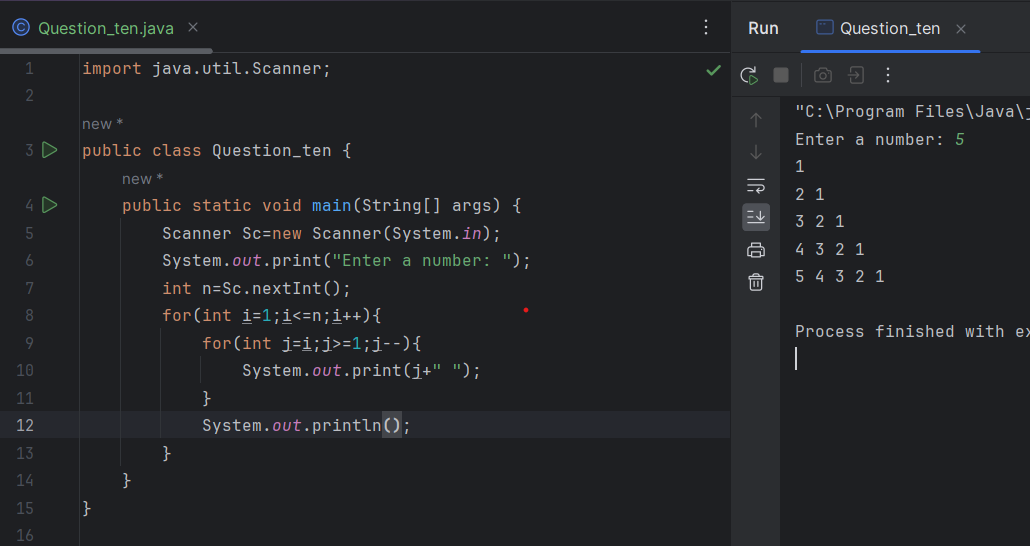 Question_ten.java
1 import java.util.Scanner;
2
new *
3 public class Question_ten {
new *
4 public static void main(String[] args) {
5 Scanner Sc=new Scanner(System.in);
6 System.out.print("Enter a number: ");
7 int n=Sc.nextInt();
8 for(int i=1;i<=n;i++){
9 for(int j=i;j>=1;j--){
10 System.out.print(j+" ");
11 }
12 System.out.println();
13 }
14 }
15 }
16
Run Question_ten
"C:\Program Files\Java\j
Enter a number: 5
1
2 1
3 2 1
4 3 2 1
5 4 3 2 1
Process finished with ex